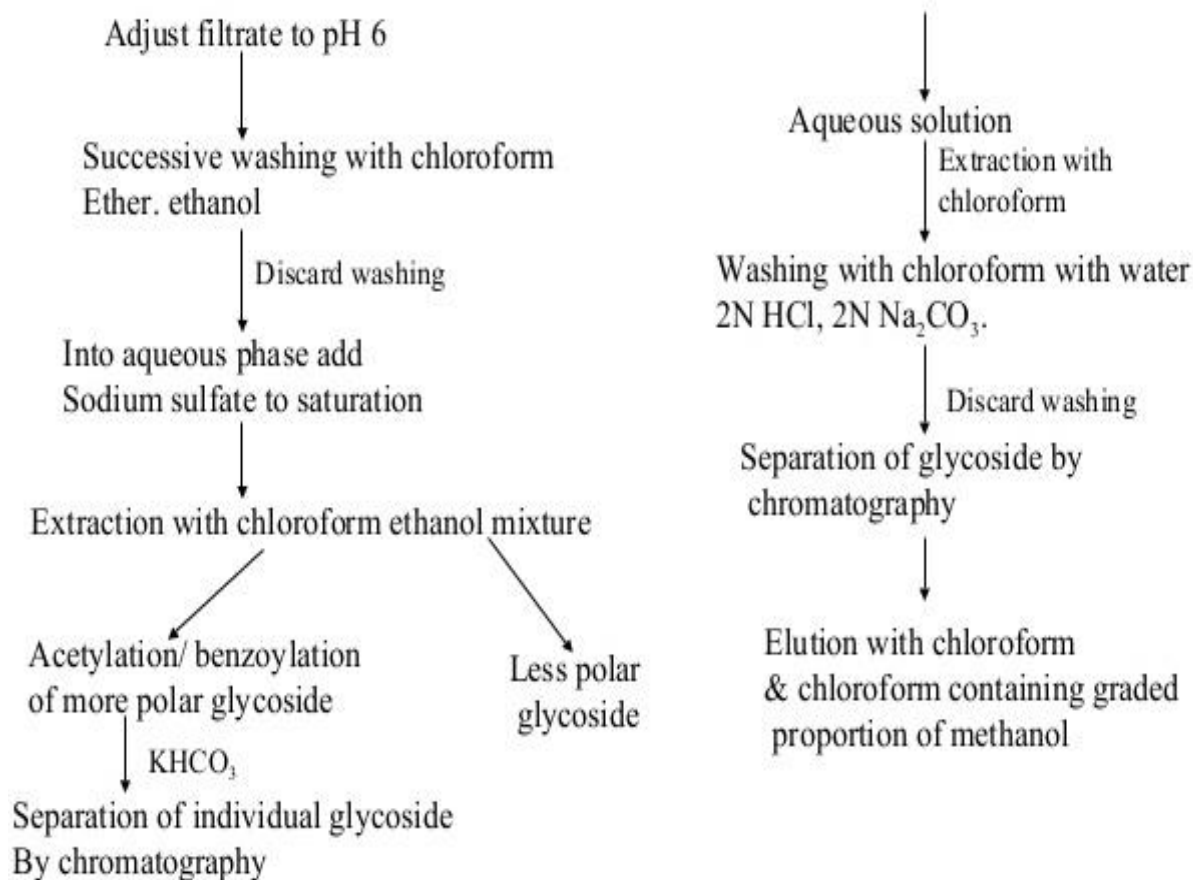 Adjust filtrate to pH 6
Successive washing with chloroform
Ether. ethanol
Discard washing
Into aqueous phase add
Sodium sulfate to saturation
Extraction with chloroform ethanol mixture
Acetylation/ benzoylation
of more polar glycoside
Less polar
glycoside
KHCO₃
Separation of individual glycoside
By chromatography
Aqueous solution
Extraction with
chloroform
Washing with chloroform with water
2N HCl, 2N Na₂CO₃.
Discard washing
Separation of glycoside by
chromatography
Elution with chloroform
& chloroform containing graded
proportion of methanol